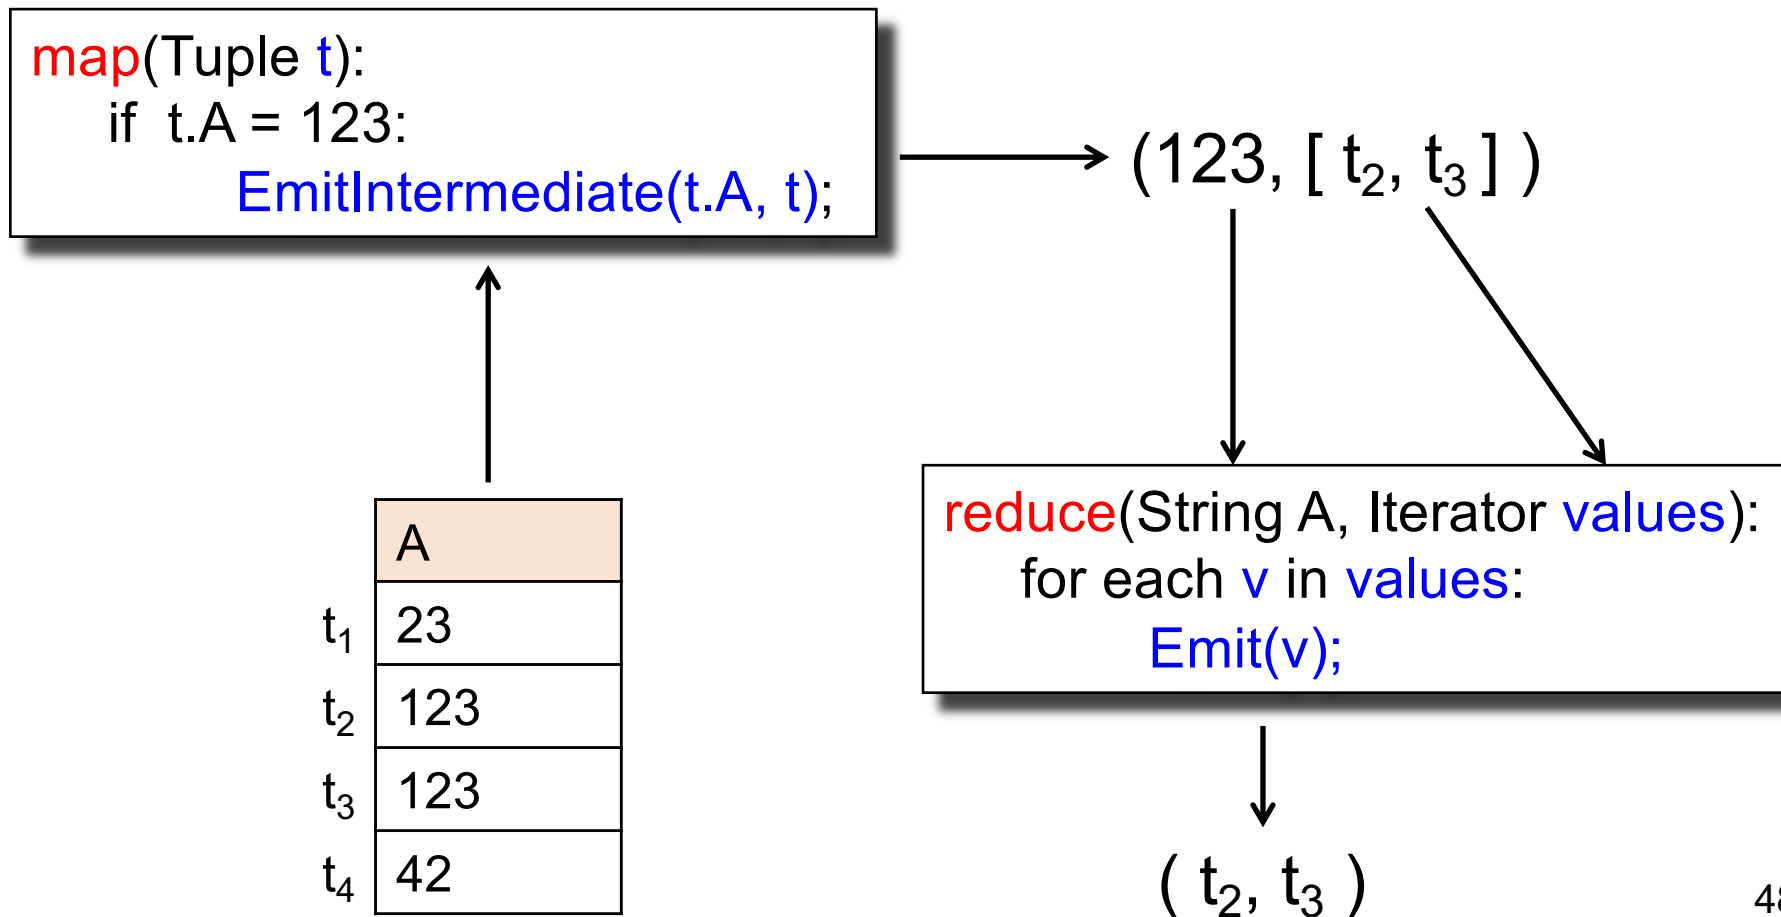 map(Tuple t):
if t.A = 123:
EmitIntermediate(t.A, t);
(123, [ t₂, t₃ ] )
A
t₁ 23
t₂ 123
t₃ 123
t₄ 42
reduce(String A, Iterator values):
for each v in values:
Emit(v);
( t₂, t₃ )
48